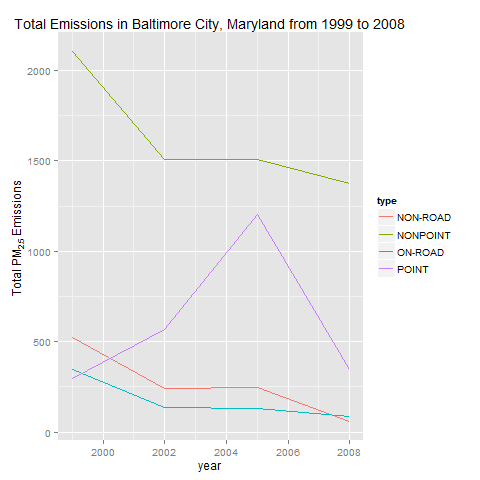 Total Emissions in Baltimore City, Maryland from 1999 to 2008
2000
1500
1000
500
0
Total PM2.5 Emissions
2000 2002 2004 2006 2008
year
type
NON-ROAD
NONPOINT
ON-ROAD
POINT